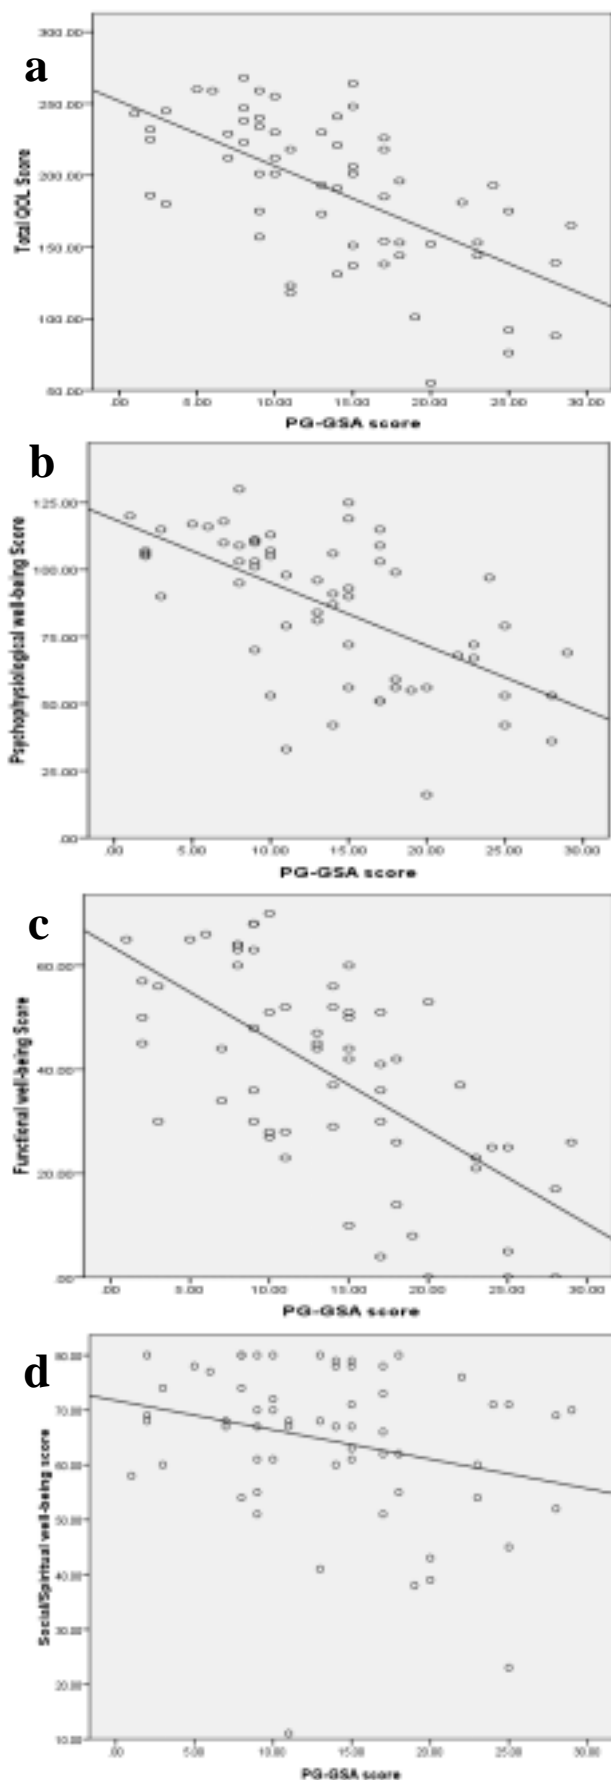 a
300.00
250.00
200.00
150.00
100.00
50.00
Total QOL Score
.00 5.00 10.00 15.00 20.00 25.00 30.00
PG-GSA score
b
125.00
100.00
75.00
50.00
25.00
.00
Psychophysiological well-being Score
.00 5.00 10.00 15.00 20.00 25.00 30.00
PG-GSA score
c
60.00
40.00
20.00
.00
Functional well-being Score
.00 5.00 10.00 15.00 20.00 25.00 30.00
PG-GSA score
d
80.00
70.00
60.00
50.00
40.00
30.00
20.00
10.00
Social/Spiritual well-being score
.00 5.00 10.00 15.00 20.00 25.00 30.00
PG-GSA score